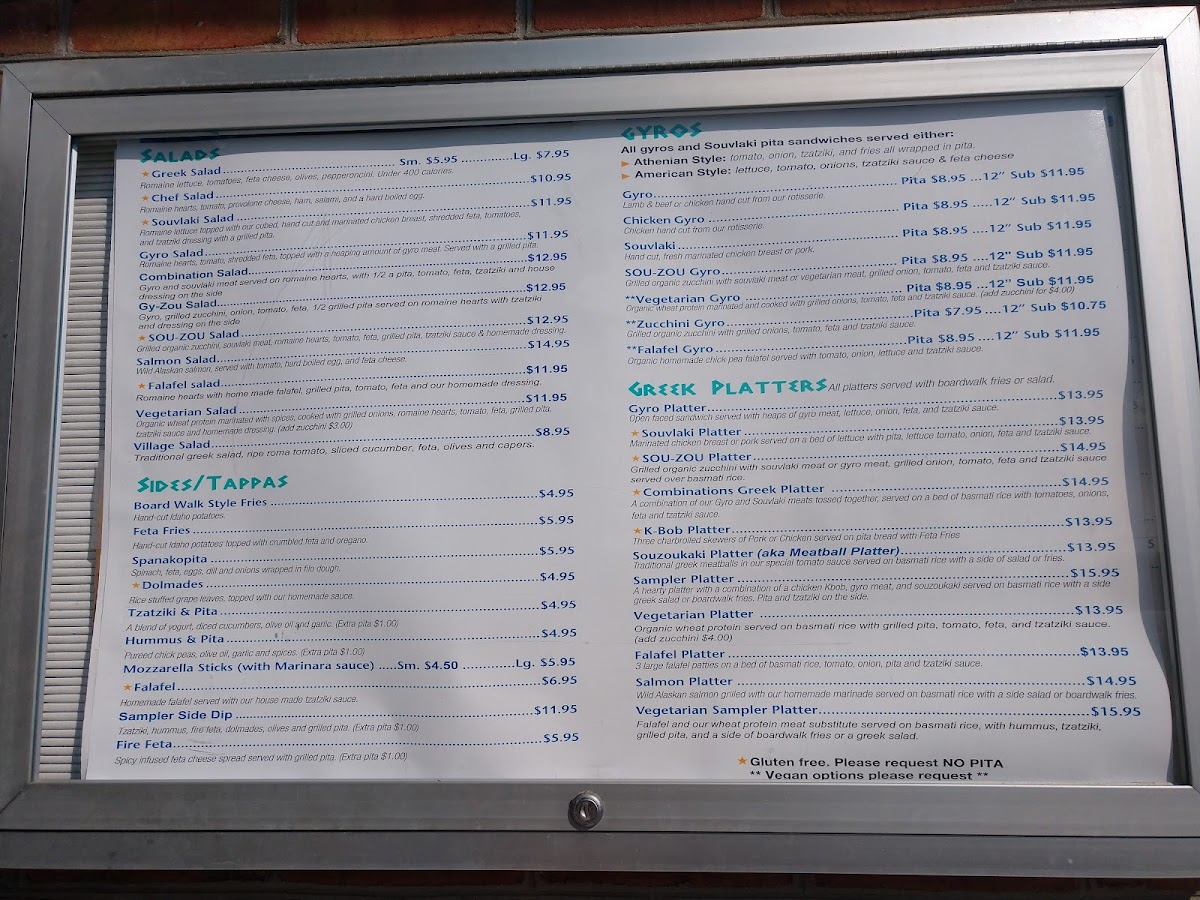 SALADS
★Greek Salad.......... Sm. $5.95 .............Lg. $7.95
Romaine lettuce, tomatoes, feta cheese, olives, pepperoncini. Under 400 calories.
★Chef Salad..........$10.95
Romaine hearts, tomato, provolone cheese, ham, salami, and a hard boiled egg.
★Souvlaki Salad..........$11.95
Romaine lettuce topped with our cubed, hand cut and marinated chicken breast, shredded feta, tomatoes,
and tzatziki dressing with a grilled pita.
Gyro Salad..........$11.95
Romaine hearts, tomato, shredded feta, topped with a heaping amount of gyro meat. Served with a grilled pita.
Combination Salad..........$12.95
Gyro and souvlaki meat served on romaine hearts, with 1/2 a pita, tomato, feta, tzatziki and house
dressing on the side
Gy-Zou Salad..........$12.95
Gyro, grilled zucchini, onion, tomato, feta, 1/2 grilled pita served on romaine hearts with tzatziki
and dressing on the side
★SOU-ZOU Salad..........$12.95
Grilled organic zucchini, souvlaki meat, romaine hearts, tomato, feta, grilled pita, tzatziki sauce & homemade dressing.
Salmon Salad..........$14.95
Wild Alaskan salmon, served with tomato, hard boiled egg, and feta cheese.
★Falafel salad..........$11.95
Romaine hearts with home made falafel, grilled pita, tomato, feta and our homemade dressing.
Vegetarian Salad..........$11.95
Organic wheat protein marinated with spices, cooked with grilled onions, romaine hearts, tomato, feta, grilled pita,
tzatziki sauce and homemade dressing. (add zucchini $3.00)
Village Salad..........$8.95
Traditional greek salad, ripe roma tomato, sliced cucumber, feta, olives and capers.
SIDES/TAPPAS
Board Walk Style Fries..........$4.95
Hand-cut Idaho potatoes.
Feta Fries..........$5.95
Hand-cut Idaho potatoes topped with crumbled feta and oregano.
Spanakopita..........$5.95
Spinach, feta, eggs, dill and onions wrapped in filo dough.
★Dolmades..........$4.95
Rice stuffed grape leaves, topped with our homemade sauce.
Tzatziki & Pita..........$4.95
A blend of yogurt, diced cucumbers, olive oil and garlic. (Extra pita $1.00)
Hummus & Pita..........$4.95
Pureed chick peas, olive oil, garlic and spices. (Extra pita $1.00)
Mozzarella Sticks (with Marinara sauce) .....Sm. $4.50 .............Lg. $5.95
★Falafel..........$6.95
Homemade falafel served with our house made tzatziki sauce.
Sampler Side Dip..........$11.95
Tzatziki, hummus, fire feta, dolmades, olives and grilled pita. (Extra pita $1.00)
Fire Feta..........$5.95
Spicy infused feta cheese spread served with grilled pita. (Extra pita $1.00)
GYROS
All gyros and Souvlaki pita sandwiches served either:
▶ Athenian Style: tomato, onion, tzatziki, and fries all wrapped in pita.
▶ American Style: lettuce, tomato, onions, tzatziki sauce & feta cheese
Gyro.......... Pita $8.95 ...12" Sub $11.95
Lamb & beef or chicken hand cut from our rotisserie.
Chicken Gyro .......... Pita $8.95 ....12" Sub $11.95
Chicken hand cut from our rotisserie.
Souvlaki.......... Pita $8.95 ....12" Sub $11.95
Hand cut, fresh marinated chicken breast or pork.
SOU-ZOU Gyro.......... Pita $8.95 ....12" Sub $11.95
Grilled organic zucchini with souvlaki meat or vegetarian meat, grilled onion, tomato, feta and tzatziki sauce.
**Vegetarian Gyro .......... Pita $8.95 ...12" Sub $11.95
Organic wheat protein marinated and cooked with grilled onions, tomato, feta and tzatziki sauce. (add zucchini for $4.00)
**Zucchini Gyro..........Pita $7.95 ....12" Sub $10.75
Grilled organic zucchini with grilled onions, tomato, feta and tzatziki sauce.
**Falafel Gyro..........Pita $8.95 ....12" Sub $11.95
Organic homemade chick pea falafel served with tomato, onion, lettuce and tzatziki sauce.
GREEK PLATTERS All platters served with boardwalk fries or salad.
Gyro Platter..........$13.95
Open faced sandwich served with heaps of gyro meat, lettuce, onion, feta, and tzatziki sauce.
★Souvlaki Platter..........$13.95
Marinated chicken breast or pork served on a bed of lettuce with pita, lettuce tomato, onion, feta and tzatziki sauce.
★SOU-ZOU Platter..........$14.95
Grilled organic zucchini with souvlaki meat or gyro meat, grilled onion, tomato, feta and tzatziki sauce
served over basmati rice.
★Combinations Greek Platter ..........$14.95
A combination of our Gyro and Souvlaki meats tossed together, served on a bed of basmati rice with tomatoes, onions,
feta and tzatziki sauce.
★K-Bob Platter..........$13.95
Three charbroiled skewers of Pork or Chicken served on pita bread with Feta Fries
Souzoukaki Platter (aka Meatball Platter)..........$13.95
Traditional greek meatballs in our special tomato sauce served on basmati rice with a side of salad or fries.
Sampler Platter ..........$15.95
A hearty platter with a combination of a chicken Kbob, gyro meat, and souzoukaki served on basmati rice with a side
greek salad or boardwalk fries. Pita and tzatziki on the side.
Vegetarian Platter ..........$13.95
Organic wheat protein served on basmati rice with grilled pita, tomato, feta, and tzatziki sauce.
(add zucchini $4.00)
Falafel Platter ..........$13.95
3 large falafel patties on a bed of basmati rice, tomato, onion, pita and tzatziki sauce.
Salmon Platter ..........$14.95
Wild Alaskan salmon grilled with our homemade marinade served on basmati rice with a side salad or boardwalk fries.
Vegetarian Sampler Platter..........$15.95
Falafel and our wheat protein meat substitute served on basmati rice, with hummus, tzatziki,
grilled pita, and a side of boardwalk fries or a greek salad.
★Gluten free. Please request NO PITA
** Vegan options please request **